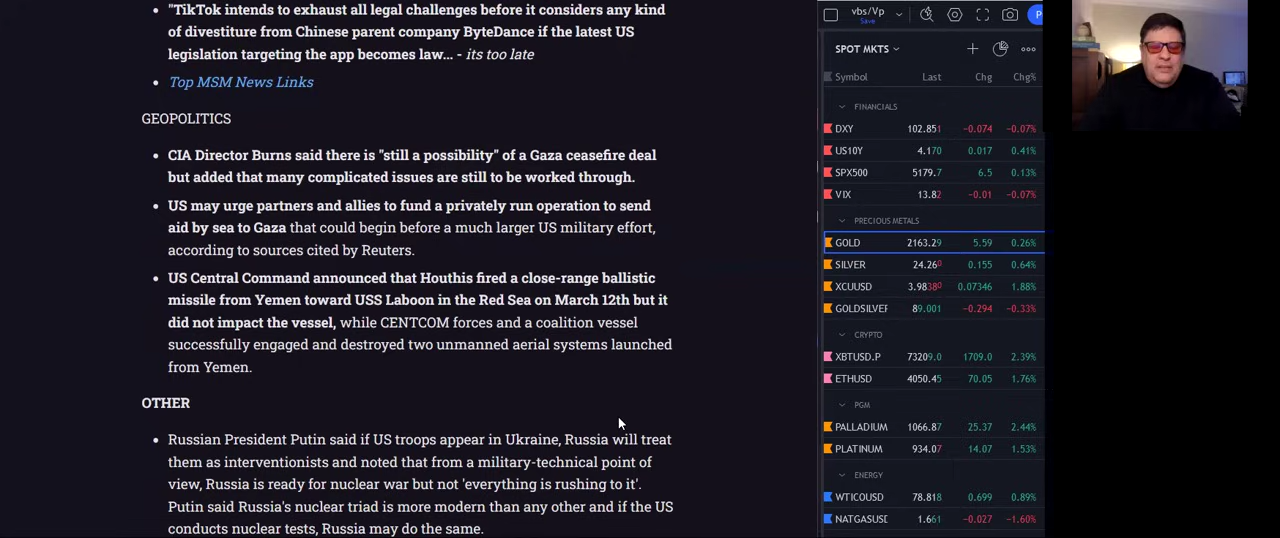 "TikTok intends to exhaust all legal challenges before it considers any kind
of divestiture from Chinese parent company ByteDance if the latest US
legislation targeting the app becomes law... - its too late
Top MSM News Links
GEOPOLITICS
CIA Director Burns said there is "still a possibility" of a Gaza ceasefire deal
but added that many complicated issues are still to be worked through.
US may urge partners and allies to fund a privately run operation to send
aid by sea to Gaza that could begin before a much larger US military effort,
according to sources cited by Reuters.
US Central Command announced that Houthis fired a close-range ballistic
missile from Yemen toward USS Laboon in the Red Sea on March 12th but it
did not impact the vessel, while CENTCOM forces and a coalition vessel
successfully engaged and destroyed two unmanned aerial systems launched
from Yemen.
OTHER
Russian President Putin said if US troops appear in Ukraine, Russia will treat
them as interventionists and noted that from a military-technical point of
view, Russia is ready for nuclear war but not 'everything is rushing to it'.
Putin said Russia's nuclear triad is more modern than any other and if the US
conducts nuclear tests, Russia may do the same.
vbs/Vp
Save
P
SPOT MKTS
Symbol Last Chg Chg%
FINANCIALS
DXY 102.851 −0.074 −0.07%
US10Y 4.170 0.017 0.41%
SPX500 5179.7 6.5 0.13%
VIX 13.82 −0.01 −0.07%
PRECIOUS METALS
GOLD 2163.29 5.59 0.26%
SILVER 24.260 0.155 0.64%
XCUUSD 3.98380 0.07346 1.88%
GOLDSILVER 89.001 −0.294 −0.33%
CRYPTO
XBTUSD.P 73209.0 1709.0 2.39%
ETHUSD 4050.45 70.05 1.76%
PGM
PALLADIUM 1066.87 25.37 2.44%
PLATINUM 934.07 14.07 1.53%
ENERGY
WTICOUSD 78.818 0.699 0.89%
NATGASUSD 1.661 −0.027 −1.60%